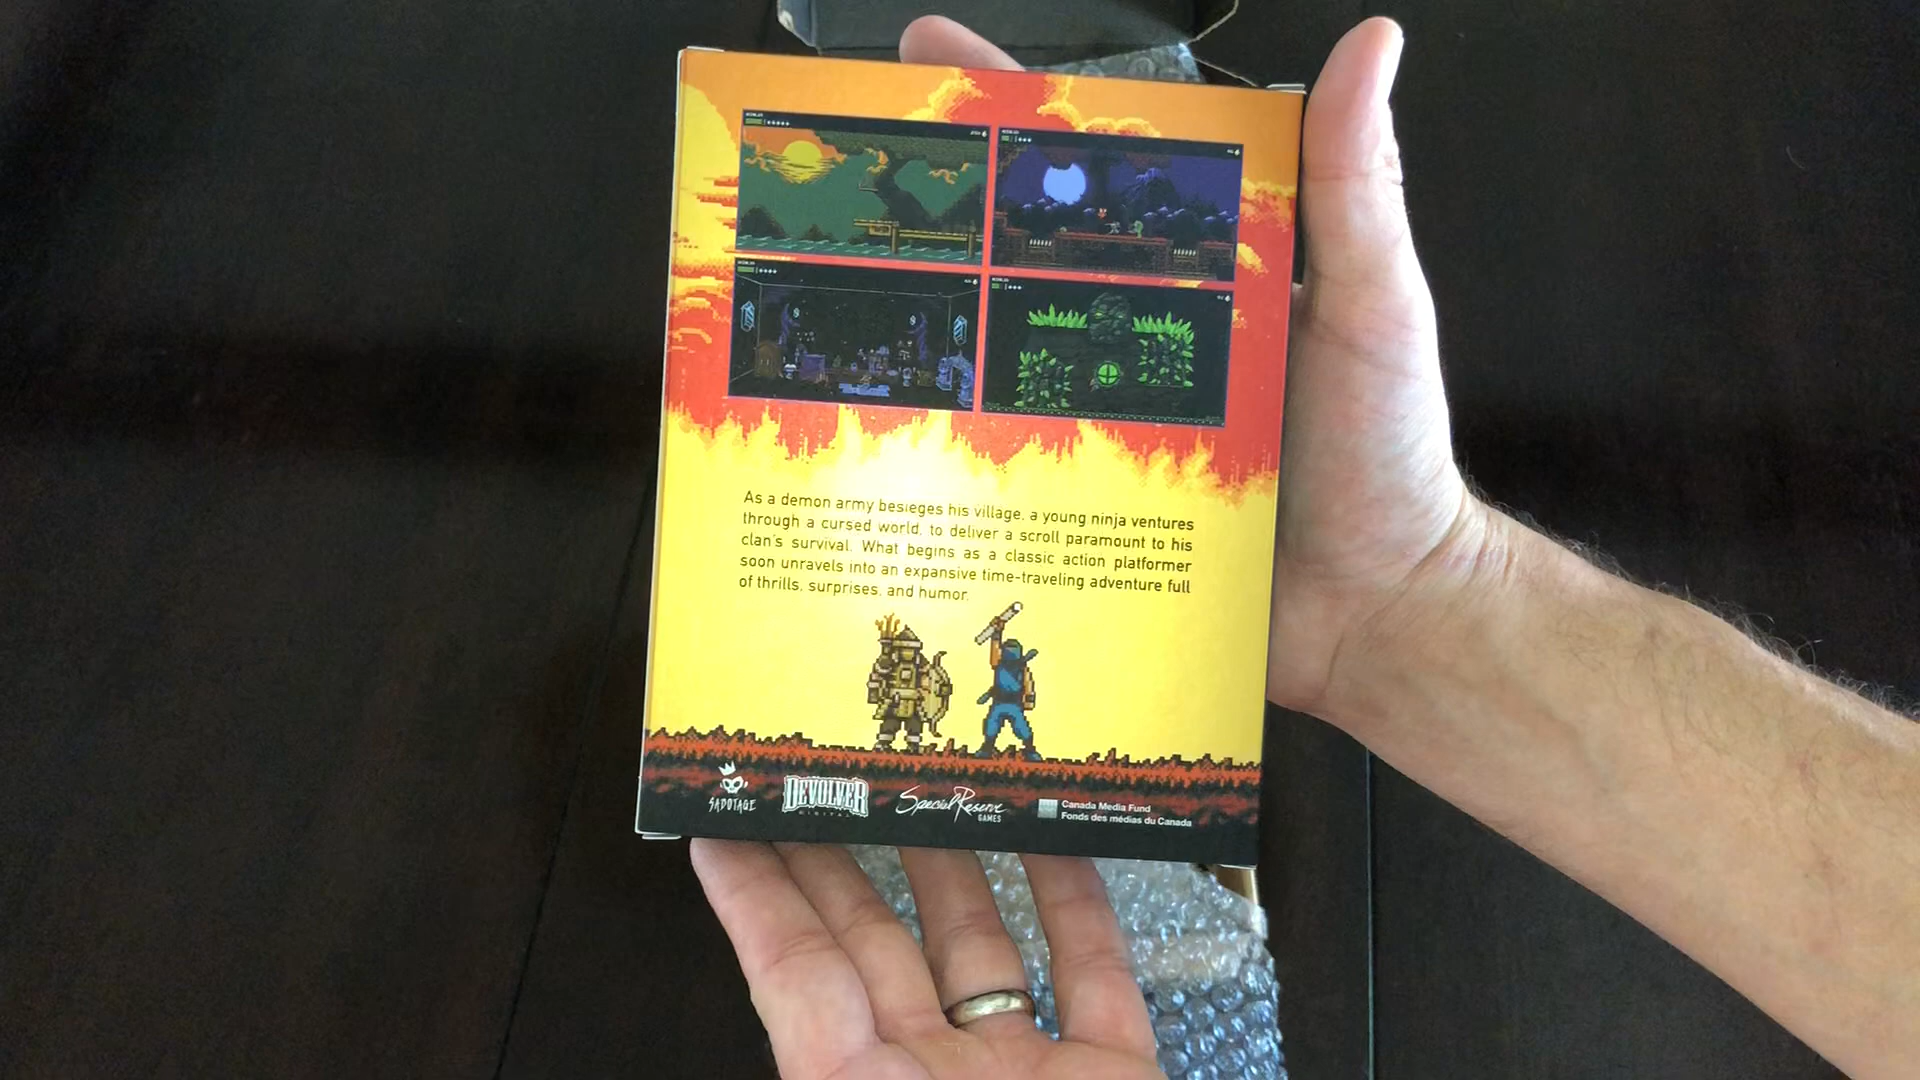 As a demon army besieges his village, a young ninja ventures
through a cursed world, to deliver a scroll paramount to his
clan's survival. What begins as a classic action platformer
soon unravels into an expansive time-traveling adventure full
of thrills, surprises, and humor.
SABOTAGE
DEVOLVER
DIGITAL
Special Reserve
GAMES
Canada Media Fund
Fonds des médias du Canada